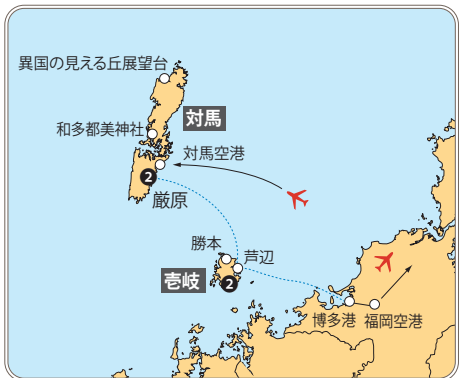 異国の見える丘展望台
和多都美神社
対馬
対馬空港
2
厳原
勝本
芦辺
壱岐
2
博多港
福岡空港